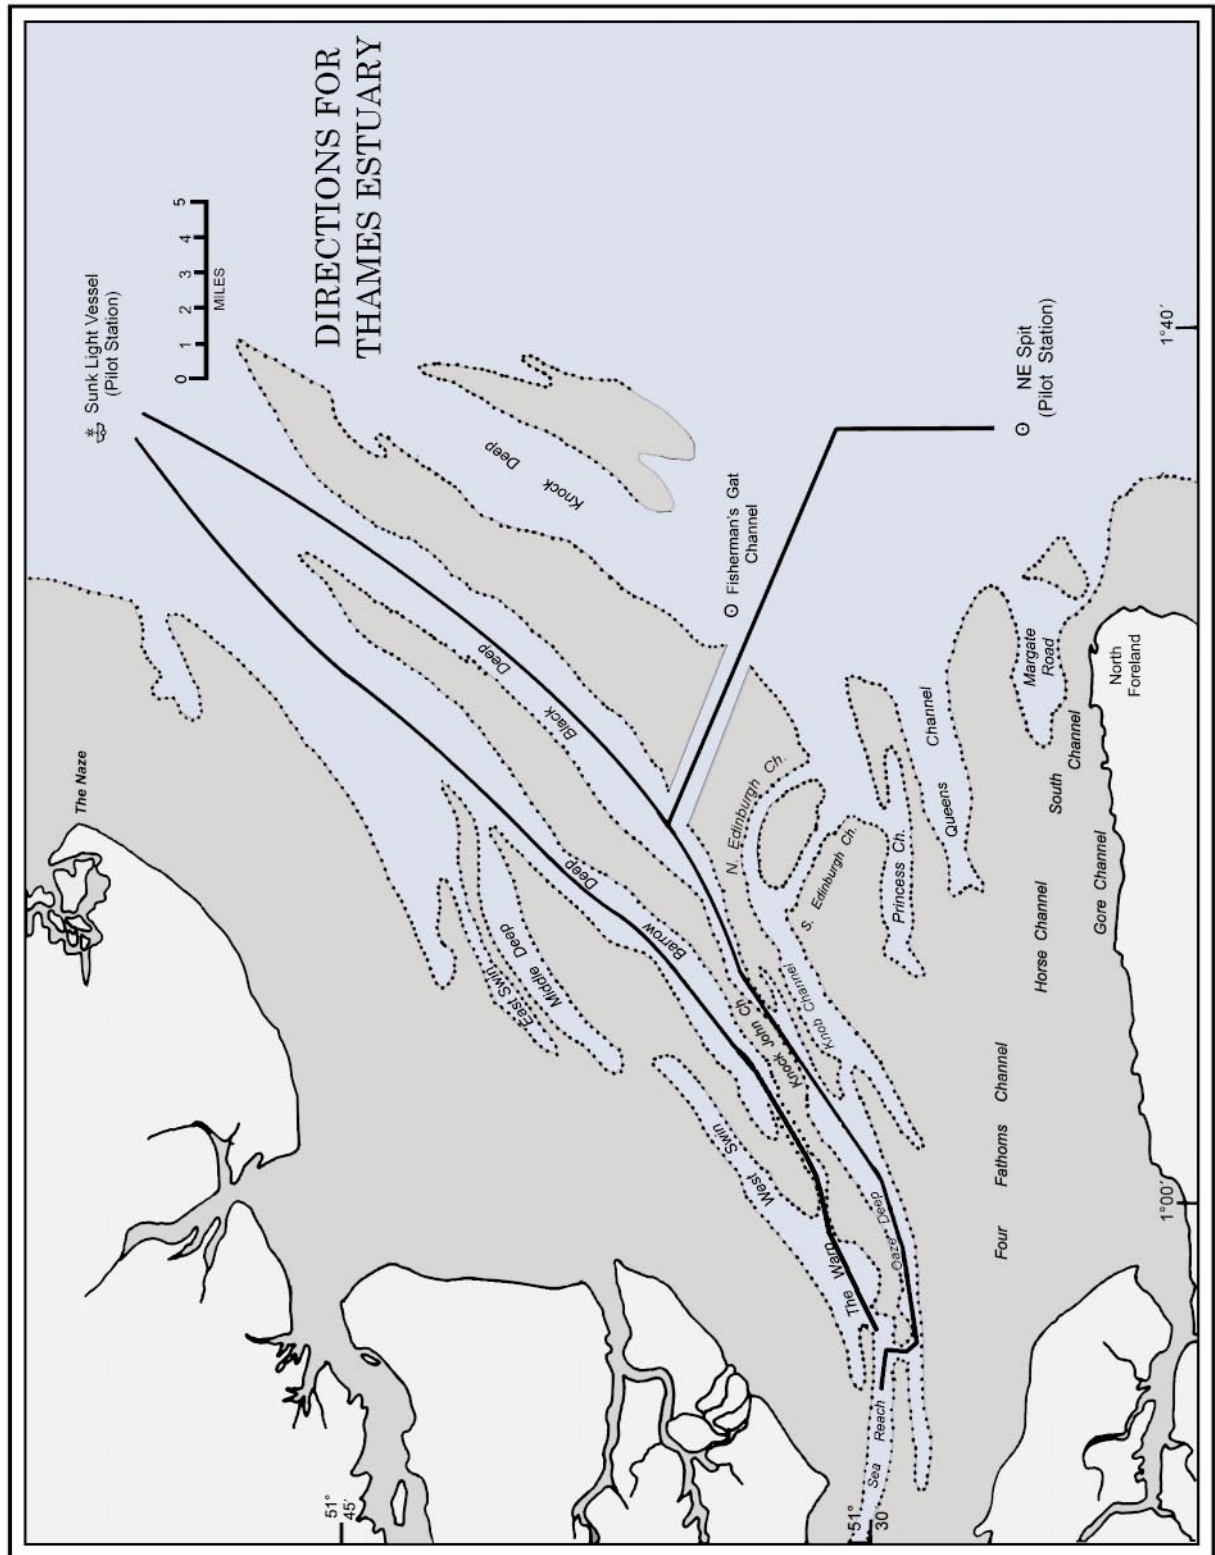 DIRECTIONS FOR
THAMES ESTUARY
Sunk Light Vessel
(Pilot Station)
0 1 2 3 4 5
MILES
The Naze
Knock Deep
Black Deep
Fisherman's Gat
Channel
NE Spit
(Pilot Station)
1°40´
Barrow Deep
East Swin
Middle Deep
West Swin
N. Edinburgh Ch.
S. Edinburgh Ch.
Knock John Ch.
Knob Channel
Princess Ch.
Queens Channel
Margate
Road
North
Foreland
South
Channel
Gore Channel
Horse Channel
Four Fathoms Channel
The Warp
Oaze Deep
Sea Reach
1°00´
51°
45´
51°
30